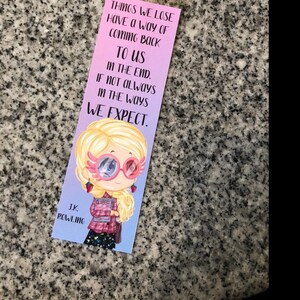 THINGS WE LOSE
HAVE A WAY OF
COMING BACK
TO US
IN THE END.
IF NOT ALWAYS
IN THE WAYS
WE EXPECT.
J.K.
ROWLING